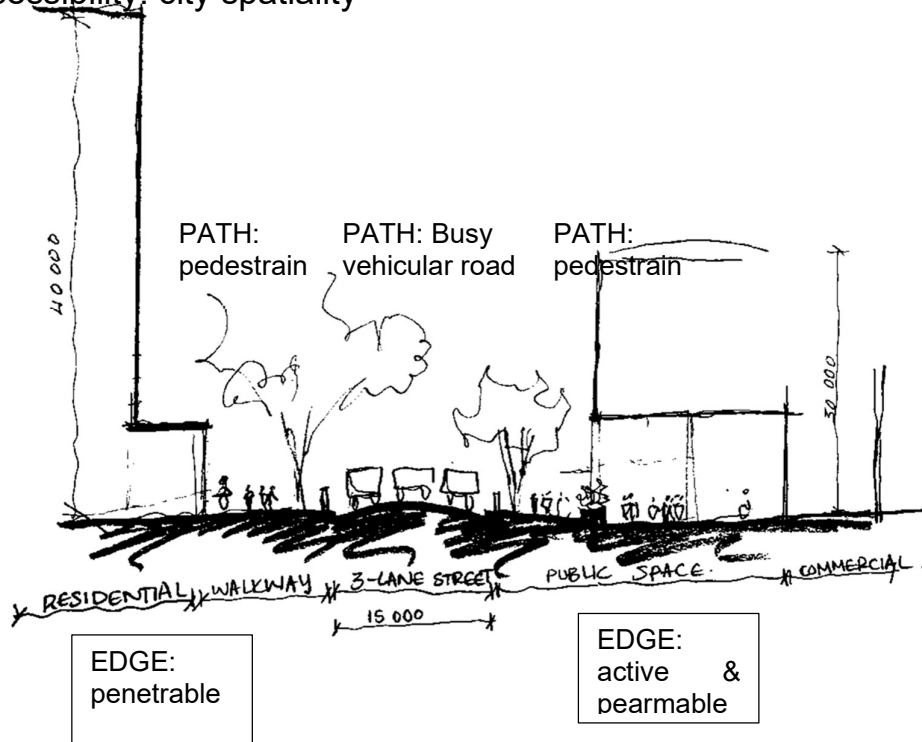 city spatiality
40 000
PATH:
pedestrain
PATH: Busy
vehicular road
PATH:
pedestrain
30 000
RESIDENTIAL
WALKWAY
3-LANE STREET
PUBLIC SPACE.
COMMERCIAL
15 000
EDGE:
penetrable
EDGE:
active &
pearmable